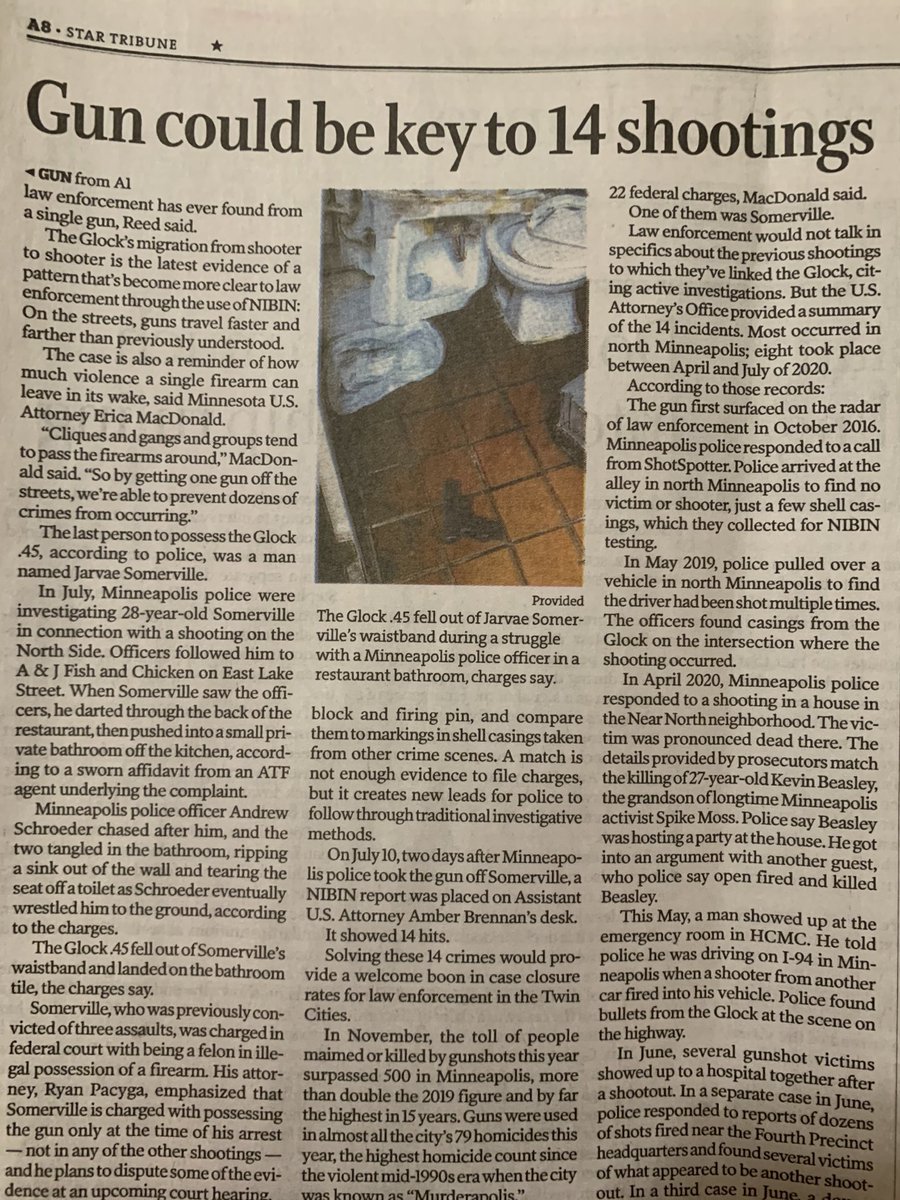 A8 • STAR TRIBUNE ★
Gun could be key to 14 shootings
◄ GUN from A1
law enforcement has ever found from
a single gun, Reed said.
The Glock's migration from shooter
to shooter is the latest evidence of a
pattern that's become more clear to law
enforcement through the use of NIBIN:
On the streets, guns travel faster and
farther than previously understood.
The case is also a reminder of how
much violence a single firearm can
leave in its wake, said Minnesota U.S.
Attorney Erica MacDonald.
“Cliques and gangs and groups tend
to pass the firearms around,” MacDon-
ald said. “So by getting one gun off the
streets, we're able to prevent dozens of
crimes from occurring.”
The last person to possess the Glock
.45, according to police, was a man
named Jarvae Somerville.
In July, Minneapolis police were
investigating 28-year-old Somerville
in connection with a shooting on the
North Side. Officers followed him to
A & J Fish and Chicken on East Lake
Street. When Somerville saw the offi-
cers, he darted through the back of the
restaurant, then pushed into a small pri-
vate bathroom off the kitchen, accord-
ing to a sworn affidavit from an ATF
agent underlying the complaint.
Minneapolis police officer Andrew
Schroeder chased after him, and the
two tangled in the bathroom, ripping
a sink out of the wall and tearing the
seat off a toilet as Schroeder eventually
wrestled him to the ground, according
to the charges.
The Glock .45 fell out of Somerville's
waistband and landed on the bathroom
tile, the charges say.
Somerville, who was previously con-
victed of three assaults, was charged in
federal court with being a felon in ille-
gal possession of a firearm. His attor-
ney, Ryan Pacyga, emphasized that
Somerville is charged with possessing
the gun only at the time of his arrest
— not in any of the other shootings —
and he plans to dispute some of the evi-
dence at an upcoming court hearing.
Provided
The Glock .45 fell out of Jarvae Somer-
ville's waistband during a struggle
with a Minneapolis police officer in a
restaurant bathroom, charges say.
block and firing pin, and compare
them to markings in shell casings taken
from other crime scenes. A match is
not enough evidence to file charges,
but it creates new leads for police to
follow through traditional investigative
methods.
On July 10, two days after Minneapo-
lis police took the gun off Somerville, a
NIBIN report was placed on Assistant
U.S. Attorney Amber Brennan's desk.
It showed 14 hits.
Solving these 14 crimes would pro-
vide a welcome boon in case closure
rates for law enforcement in the Twin
Cities.
In November, the toll of people
maimed or killed by gunshots this year
surpassed 500 in Minneapolis, more
than double the 2019 figure and by far
the highest in 15 years. Guns were used
in almost all the city's 79 homicides this
year, the highest homicide count since
the violent mid-1990s era when the city
was known as “Murderapolis.”
22 federal charges, MacDonald said.
One of them was Somerville.
Law enforcement would not talk in
specifics about the previous shootings
to which they've linked the Glock, cit-
ing active investigations. But the U.S.
Attorney's Office provided a summary
of the 14 incidents. Most occurred in
north Minneapolis; eight took place
between April and July of 2020.
According to those records:
The gun first surfaced on the radar
of law enforcement in October 2016.
Minneapolis police responded to a call
from ShotSpotter. Police arrived at the
alley in north Minneapolis to find no
victim or shooter, just a few shell cas-
ings, which they collected for NIBIN
testing.
In May 2019, police pulled over a
vehicle in north Minneapolis to find
the driver had been shot multiple times.
The officers found casings from the
Glock on the intersection where the
shooting occurred.
In April 2020, Minneapolis police
responded to a shooting in a house in
the Near North neighborhood. The vic-
tim was pronounced dead there. The
details provided by prosecutors match
the killing of 27-year-old Kevin Beasley,
the grandson of longtime Minneapolis
activist Spike Moss. Police say Beasley
was hosting a party at the house. He got
into an argument with another guest,
who police say open fired and killed
Beasley.
This May, a man showed up at the
emergency room in HCMC. He told
police he was driving on I-94 in Min-
neapolis when a shooter from another
car fired into his vehicle. Police found
bullets from the Glock at the scene on
the highway.
In June, several gunshot victims
showed up to a hospital together after
a shootout. In a separate case in June,
police responded to reports of dozens
of shots fired near the Fourth Precinct
headquarters and found several victims
of what appeared to be another shoot-
out. In a third case in June, a